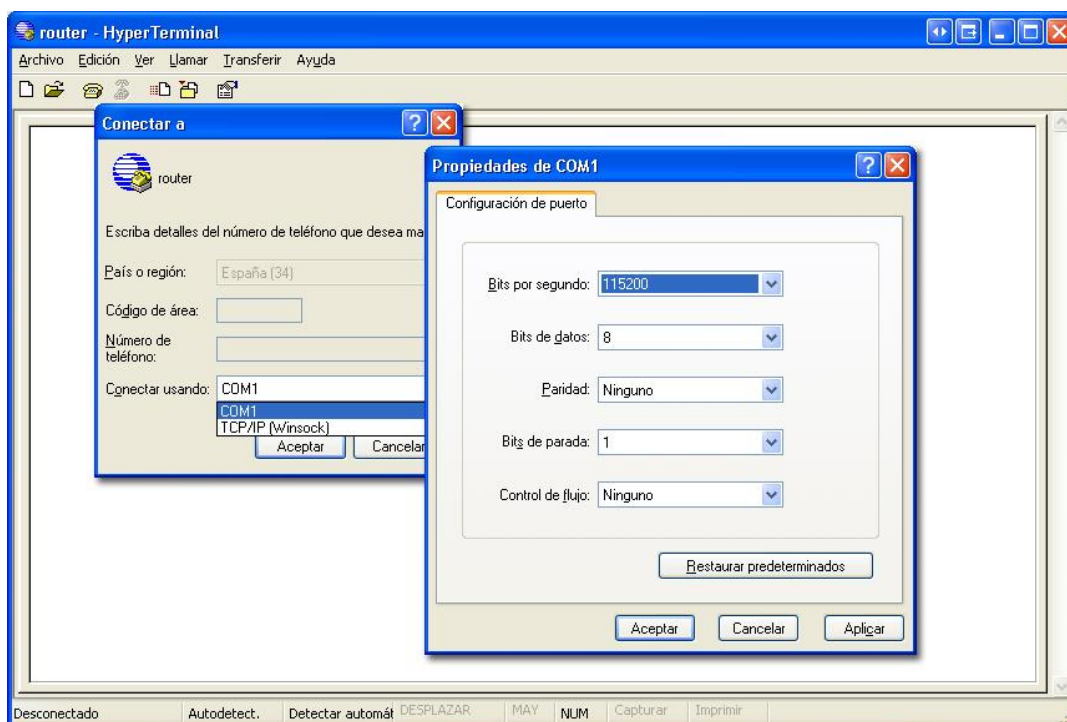 router - HyperTerminal
Archivo Edición Ver Llamar Transferir Ayuda
Conectar a
router
Escriba detalles del número de teléfono que desea ma
País o región:
España (34)
Código de área:
Número de
teléfono:
Conectar usando:
COM1
COM1
TCP/IP (Winsock)
Aceptar
Cancelar
Propiedades de COM1
Configuración de puerto
Bits por segundo:
115200
Bits de datos:
8
Paridad:
Ninguno
Bits de parada:
1
Control de flujo:
Ninguno
Restaurar predeterminados
Aceptar
Cancelar
Aplicar
Desconectado
Autodetect.
Detectar automát
DESPLAZAR
MAY
NUM
Capturar
Imprimir